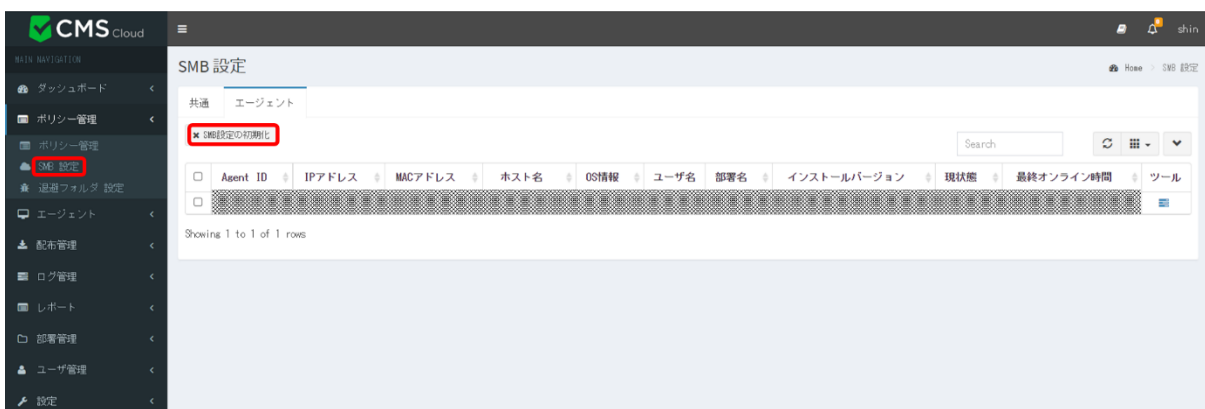 CMS Cloud
shin
MAIN NAVIGATION
SMB 設定
Home > SMB 設定
ダッシュボード
共通 エージェント
ポリシー管理
SMB設定の初期化
ポリシー管理
Search
SMB 設定
退避フォルダ 設定
Agent ID IPアドレス MACアドレス ホスト名 OS情報 ユーザ名 部署名 インストールバージョン 現状態 最終オンライン時間 ツール
エージェント
Showing 1 to 1 of 1 rows
配布管理
ログ管理
レポート
部署管理
ユーザ管理
設定